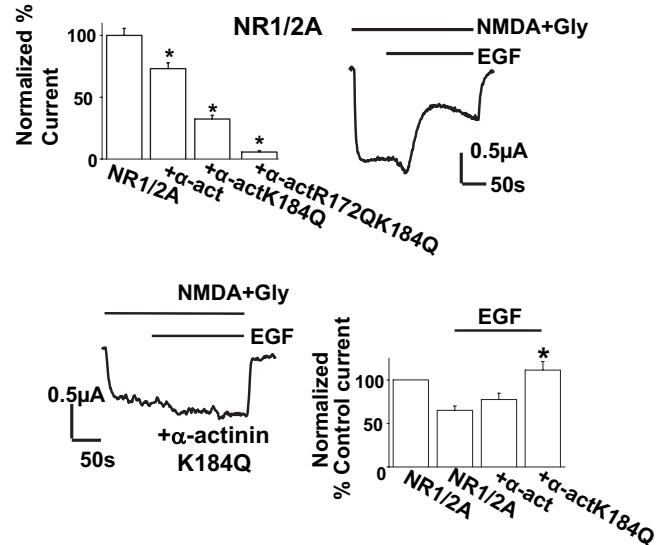 Normalized %
Current
100
50
0
NR1/2A
+α-act
+α-actK184Q
+α-actR172QK184Q
*
*
*
NR1/2A
NMDA+Gly
EGF
0.5µA
50s
NMDA+Gly
EGF
0.5µA
50s
+α-actinin
K184Q
Normalized
% Control current
100
50
0
EGF
*
NR1/2A
NR1/2A
+α-act
+α-actK184Q